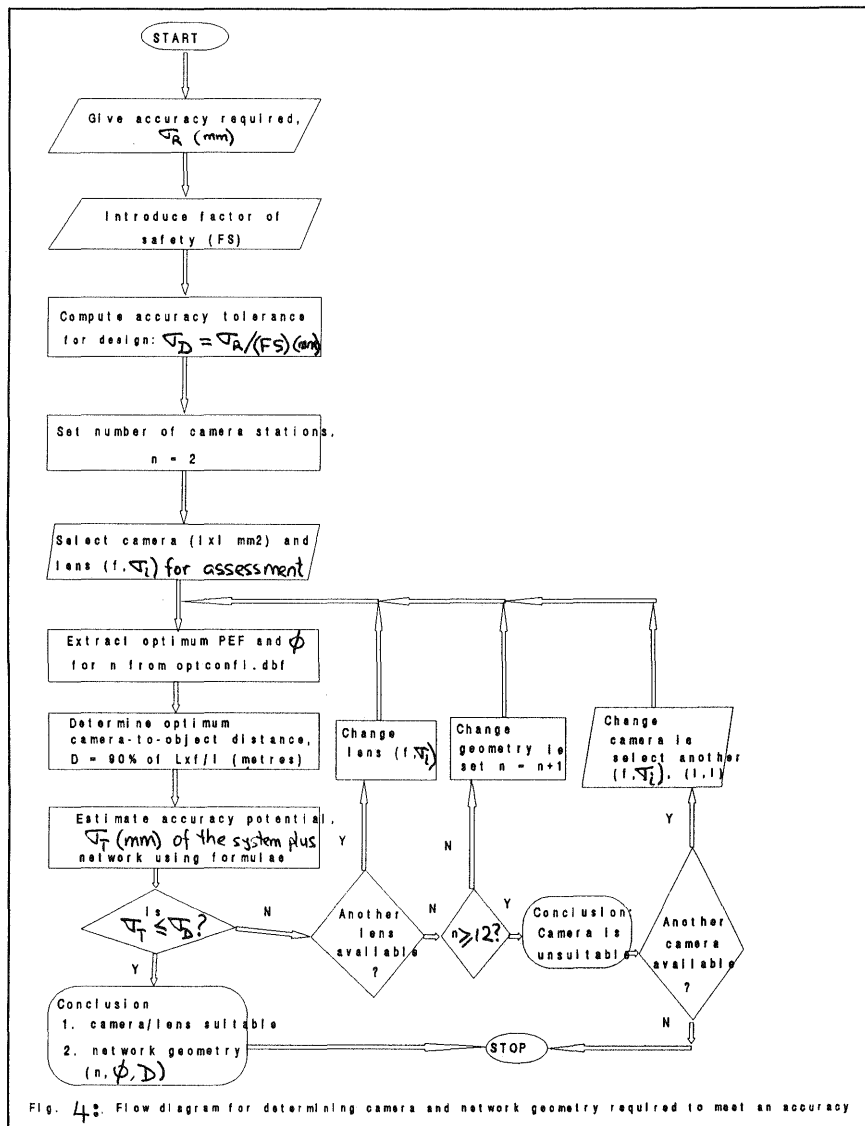 START
Give accuracy required,
σR (mm)
Introduce factor of
safety (FS)
Compute accuracy tolerance
for design: σD = σR/(FS)(mm)
Set number of camera stations,
n = 2
Select camera (lxl mm2) and
lens (f, σi) for assessment
Extract optimum PEF and ϕ
for n from optconfi.dbf
Determine optimum
camera-to-object distance,
D = 90% of Lxf/l (metres)
Estimate accuracy potential,
σT (mm) of the system plus
network using formulae
Is
σT ≤ σD?
N
Y
Conclusion
1. camera/lens suitable
2. network geometry
(n, ϕ, D)
Change
lens (f, σi)
Y
Another
lens
available
?
N
Change
geometry ie
set n = n+1
N
n ≥ 12?
Y
Conclusion:
Camera is
unsuitable
Change
camera ie
select another
(f, σi), (l,l)
Y
Another
camera
available
?
N
STOP
Fig. 4: Flow diagram for determining camera and network geometry required to meet an accuracy